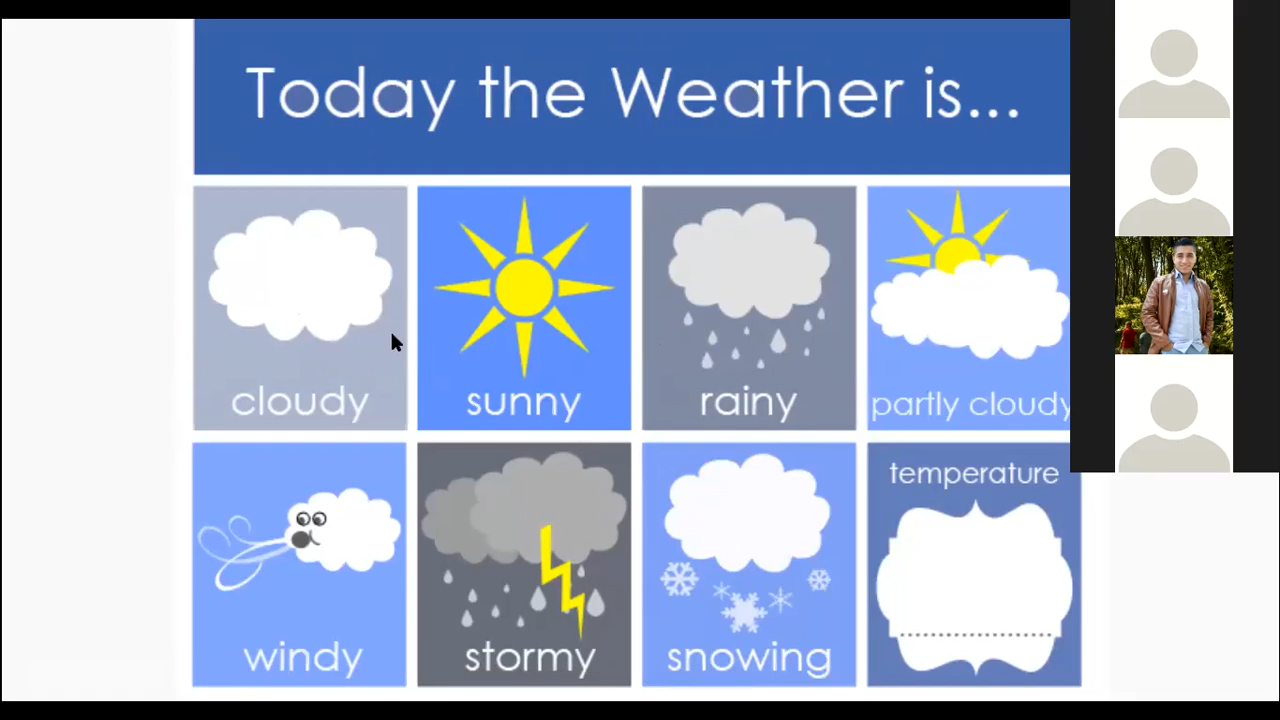 Today the Weather is...
cloudy
sunny
rainy
partly cloudy
windy
stormy
snowing
temperature